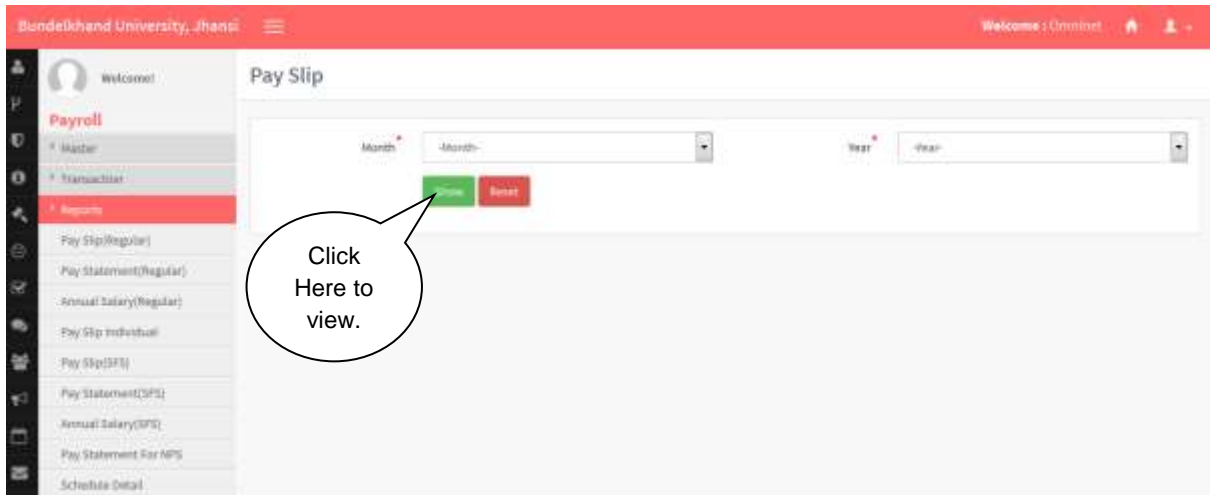 Bundelkhand University, Jhansi
Welcome : Omninet
Welcome!
Payroll
Master
Transaction
Reports
Pay Slip(Regular)
Pay Statement(Regular)
Annual Salary(Regular)
Pay Slip Individual
Pay Slip(SFS)
Pay Statement(SFS)
Annual Salary(SFS)
Pay Statement For NPS
Schedule Detail
Pay Slip
Month*
-Month-
Year*
-Year-
Show
Reset
Click
Here to
view.